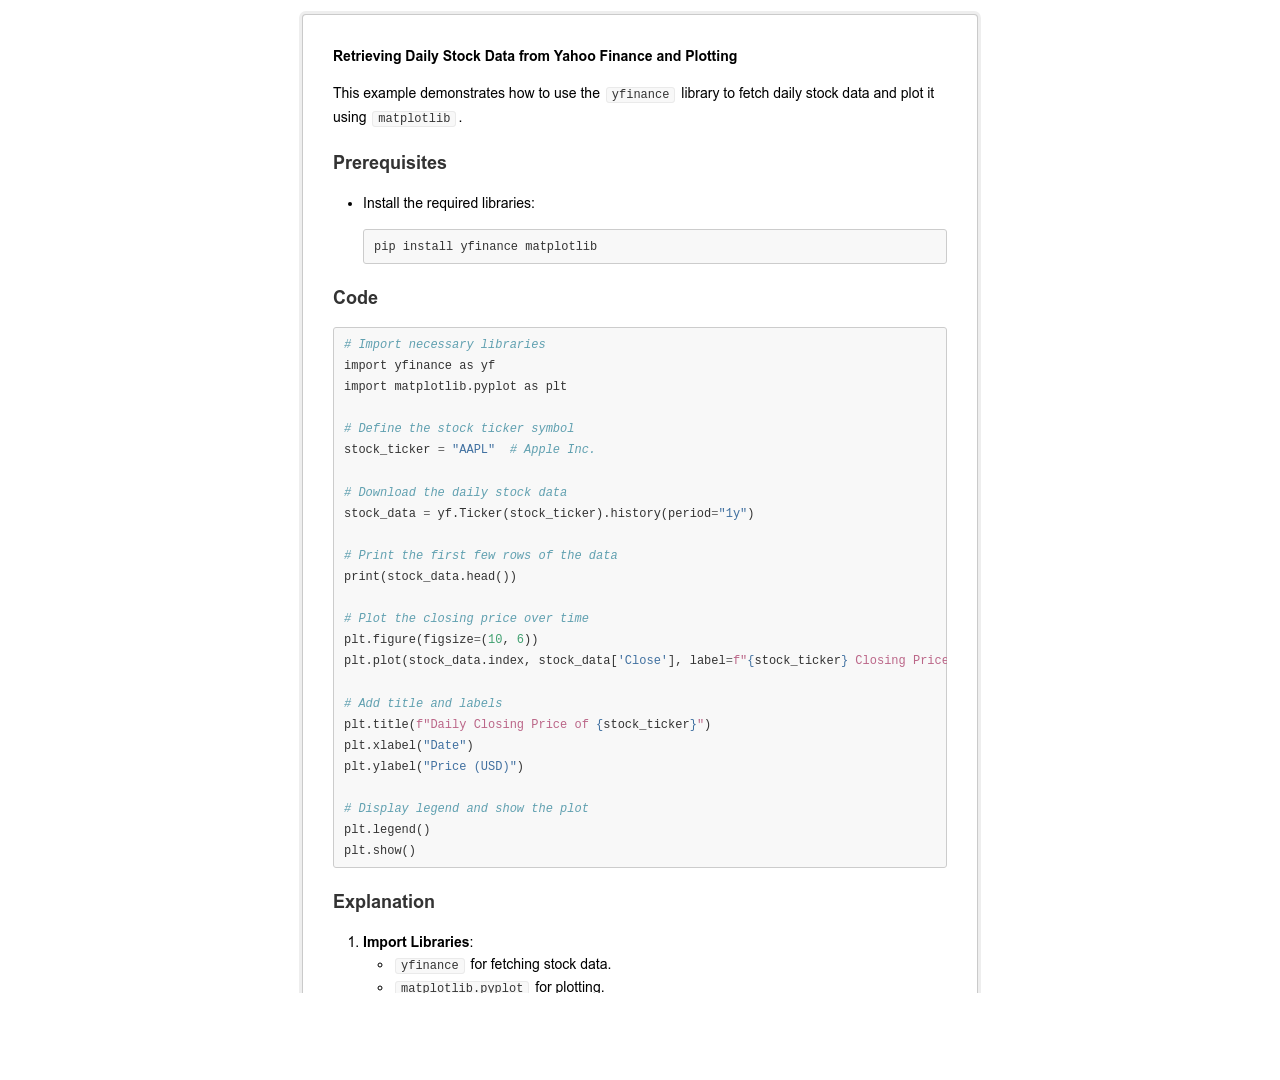 Retrieving Daily Stock Data from Yahoo Finance and Plotting
This example demonstrates how to use the yfinance library to fetch daily stock data and plot it
using matplotlib.
Prerequisites
• Install the required libraries:
pip install yfinance matplotlib
Code
# Import necessary libraries
import yfinance as yf
import matplotlib.pyplot as plt
# Define the stock ticker symbol
stock_ticker = "AAPL"  # Apple Inc.
# Download the daily stock data
stock_data = yf.Ticker(stock_ticker).history(period="1y")
# Print the first few rows of the data
print(stock_data.head())
# Plot the closing price over time
plt.figure(figsize=(10, 6))
plt.plot(stock_data.index, stock_data['Close'], label=f"{stock_ticker} Closing Price
# Add title and labels
plt.title(f"Daily Closing Price of {stock_ticker}")
plt.xlabel("Date")
plt.ylabel("Price (USD)")
# Display legend and show the plot
plt.legend()
plt.show()
Explanation
1. Import Libraries:
◦ yfinance for fetching stock data.
◦ matplotlib.pyplot for plotting.